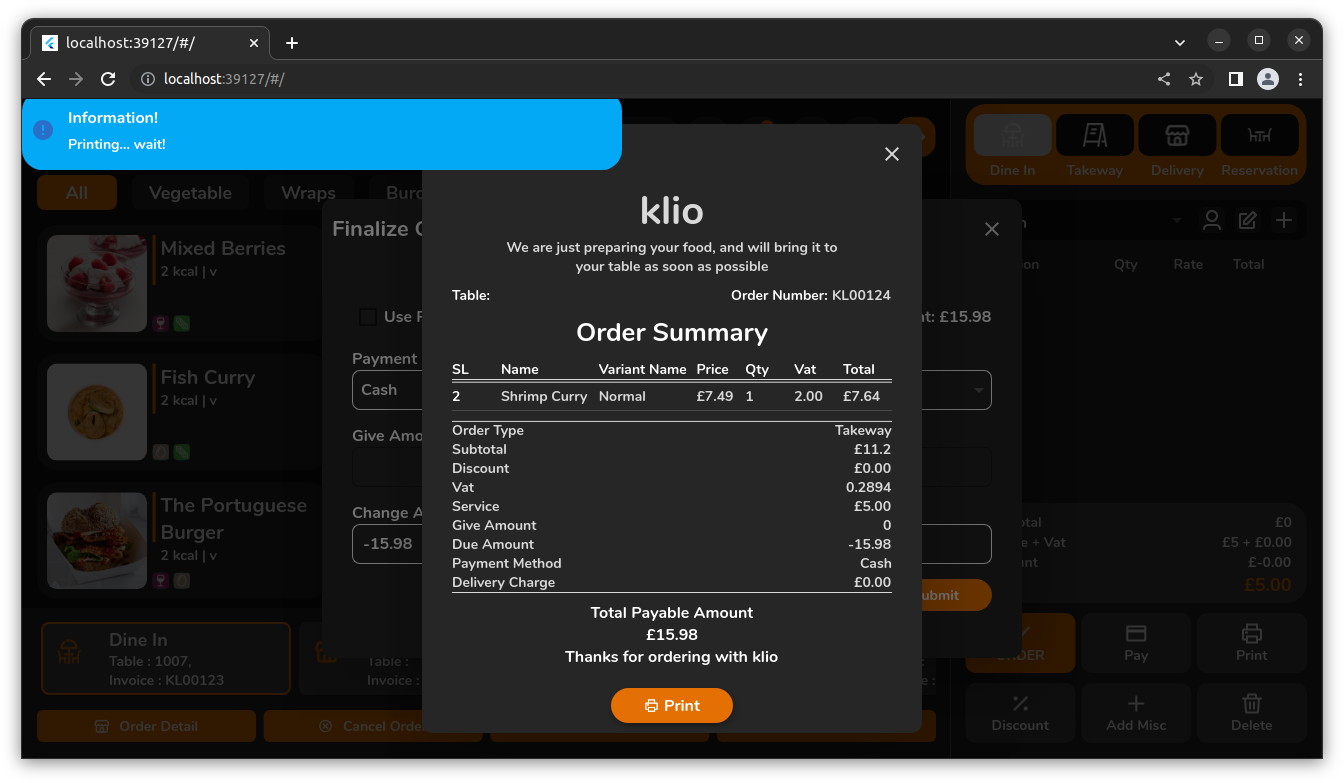 localhost:39127/#/
localhost:39127/#/
Information!
Printing... wait!
Dine In
Takeway
Delivery
Reservation
All
Vegetable
Wraps
Finalize
Mixed Berries
2 kcal | v
Fish Curry
2 kcal | v
The Portuguese
Burger
2 kcal | v
Use
Payment
Cash
Give
Change
-15.98
£15.98
klio
We are just preparing your food, and will bring it to
your table as soon as possible
Table:
Order Number: KL00124
Order Summary
SL Name Variant Name Price Qty Vat Total
2 Shrimp Curry Normal £7.49 1 2.00 £7.64
Order Type Takeway
Subtotal £11.2
Discount £0.00
Vat 0.2894
Service £5.00
Give Amount 0
Due Amount -15.98
Payment Method Cash
Delivery Charge £0.00
Total Payable Amount
£15.98
Thanks for ordering with klio
Print
Qty Rate Total
£0
+ Vat £5 + £0.00
£-0.00
£5.00
Dine In
Table : 1007,
Invoice : KL00123
Table :
Invoice :
Order Detail
Cancel
Pay
Print
Discount
Add Misc
Delete